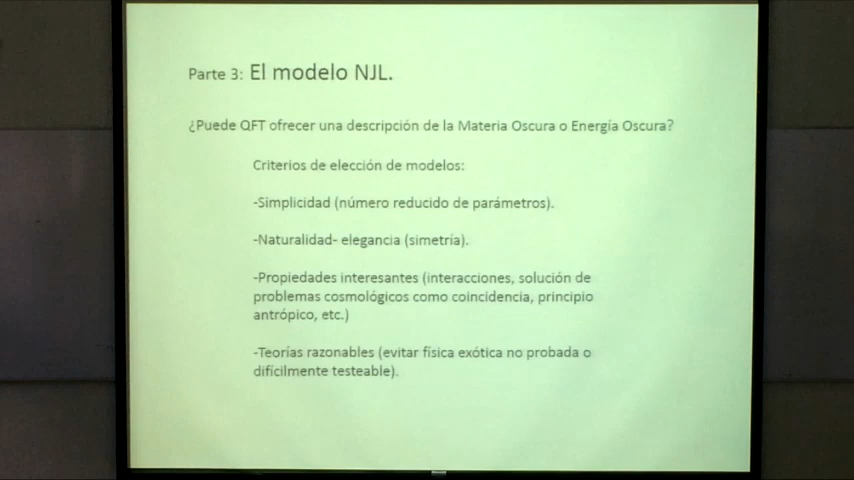 Parte 3: El modelo NJL.
¿Puede QFT ofrecer una descripción de la Materia Oscura o Energía Oscura?
Criterios de elección de modelos:
-Simplicidad (número reducido de parámetros).
-Naturalidad- elegancia (simetría).
-Propiedades interesantes (interacciones, solución de
problemas cosmológicos como coincidencia, principio
antrópico, etc.)
-Teorías razonables (evitar física exótica no probada o
difícilmente testeable).